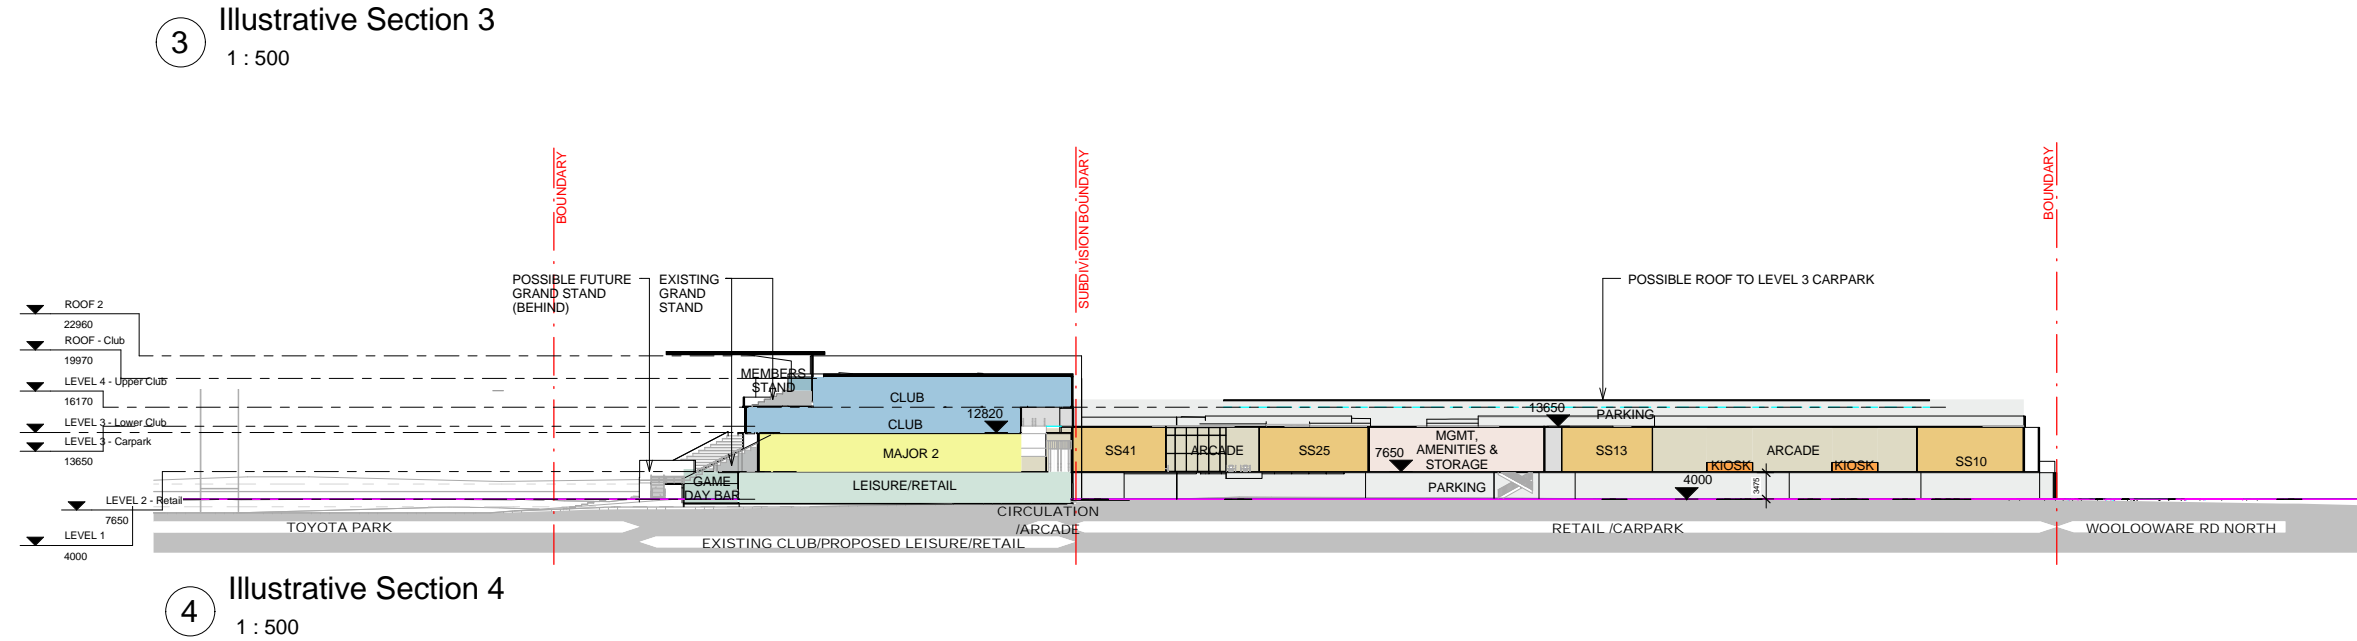 3
Illustrative Section 3
1 : 500
BOUNDARY
SUBDIVISION BOUNDARY
BOUNDARY
POSSIBLE FUTURE
GRAND STAND
(BEHIND)
EXISTING
GRAND
STAND
POSSIBLE ROOF TO LEVEL 3 CARPARK
ROOF 2
22960
ROOF - Club
19970
LEVEL 4 - Upper Club
16170
LEVEL 3 - Lower Club
LEVEL 3 - Carpark
13650
LEVEL 2 - Retail
7650
LEVEL 1
4000
MEMBERS
STAND
CLUB
12820
CLUB
MAJOR 2
GAME
DAY BAR
LEISURE/RETAIL
SS41
ARCADE
SS25
7650
MGMT,
AMENITIES &
STORAGE
13650
PARKING
SS13
ARCADE
KIOSK
KIOSK
SS10
PARKING
4000
3475
CIRCULATION
/ARCADE
TOYOTA PARK
EXISTING CLUB/PROPOSED LEISURE/RETAIL
RETAIL /CARPARK
WOOLOOWARE RD NORTH
4
Illustrative Section 4
1 : 500